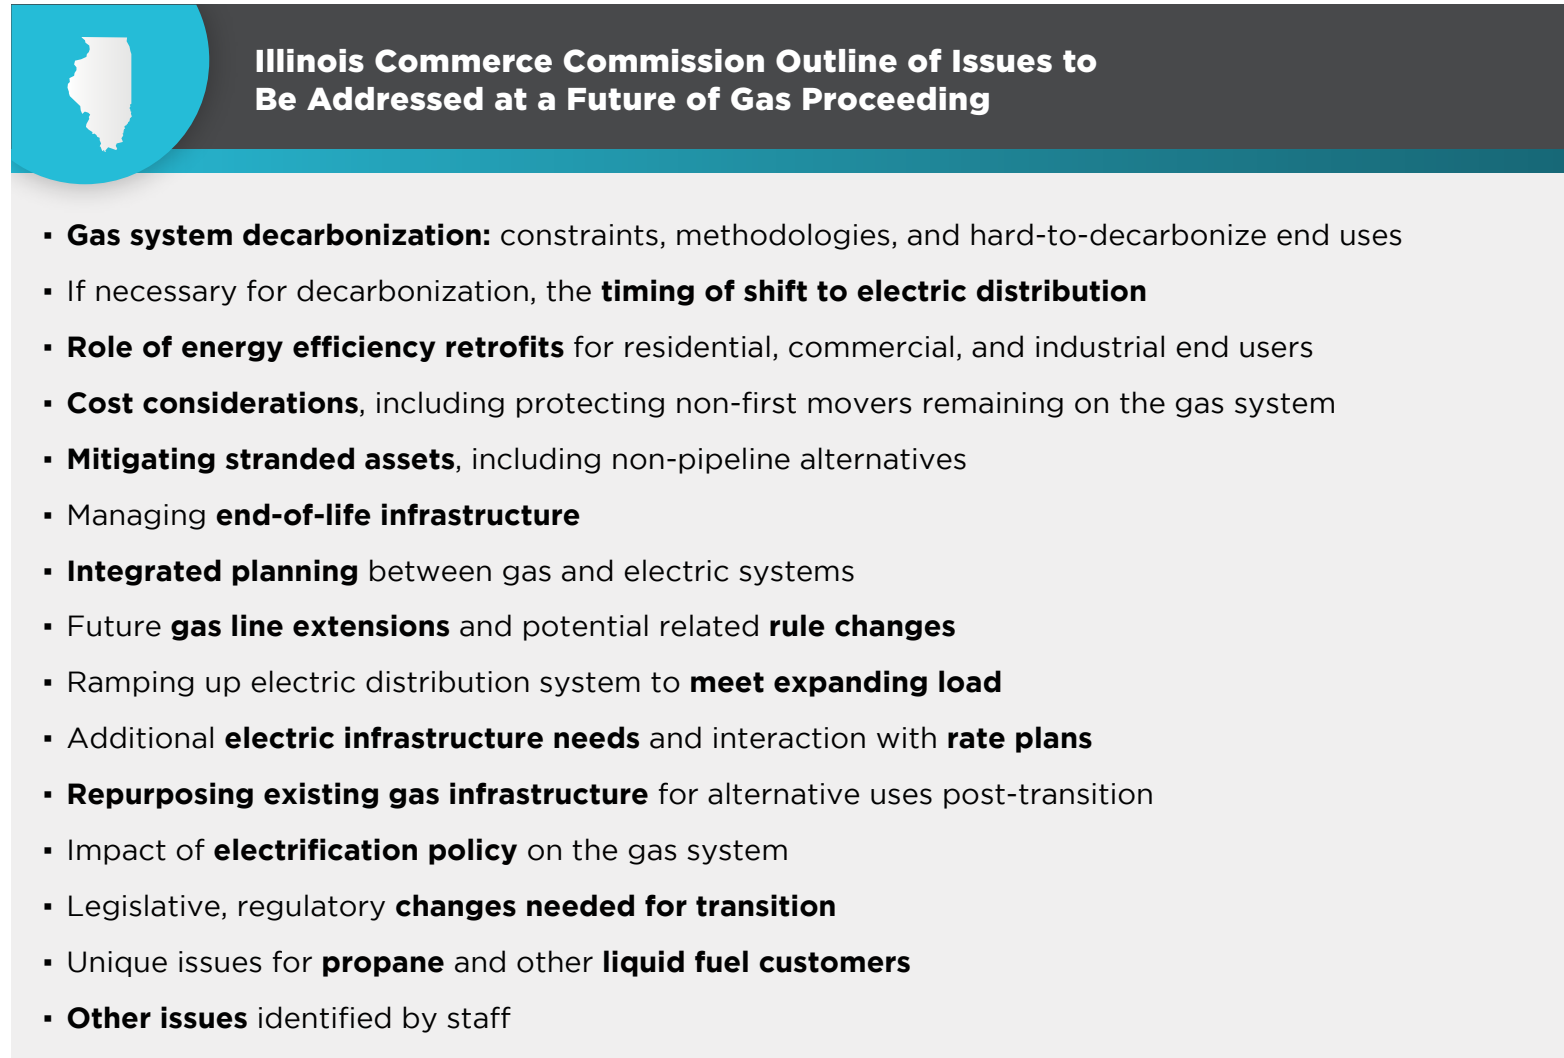 Illinois Commerce Commission Outline of Issues to
Be Addressed at a Future of Gas Proceeding
▪ Gas system decarbonization: constraints, methodologies, and hard-to-decarbonize end uses
▪ If necessary for decarbonization, the timing of shift to electric distribution
▪ Role of energy efficiency retrofits for residential, commercial, and industrial end users
▪ Cost considerations, including protecting non-first movers remaining on the gas system
▪ Mitigating stranded assets, including non-pipeline alternatives
▪ Managing end-of-life infrastructure
▪ Integrated planning between gas and electric systems
▪ Future gas line extensions and potential related rule changes
▪ Ramping up electric distribution system to meet expanding load
▪ Additional electric infrastructure needs and interaction with rate plans
▪ Repurposing existing gas infrastructure for alternative uses post-transition
▪ Impact of electrification policy on the gas system
▪ Legislative, regulatory changes needed for transition
▪ Unique issues for propane and other liquid fuel customers
▪ Other issues identified by staff